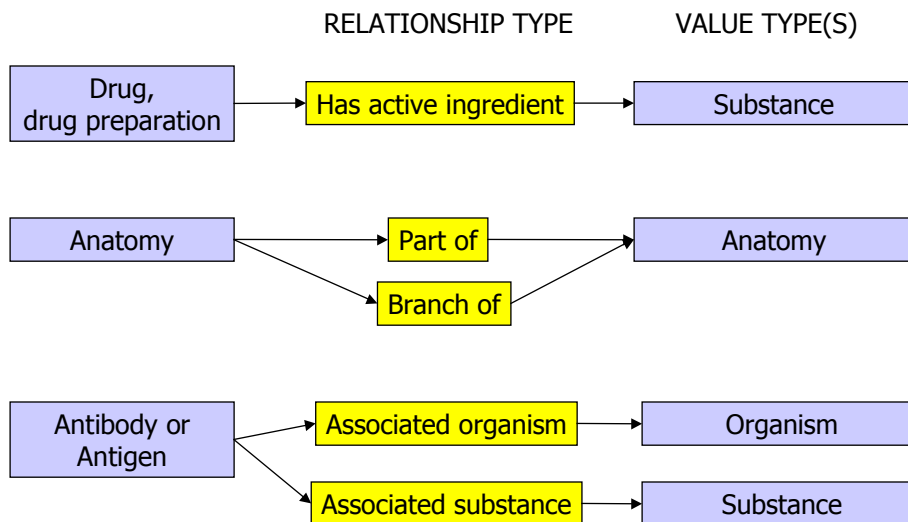 RELATIONSHIP TYPE
VALUE TYPE(S)
Drug,
drug preparation
Has active ingredient
Substance
Anatomy
Part of
Anatomy
Branch of
Antibody or
Antigen
Associated organism
Organism
Associated substance
Substance